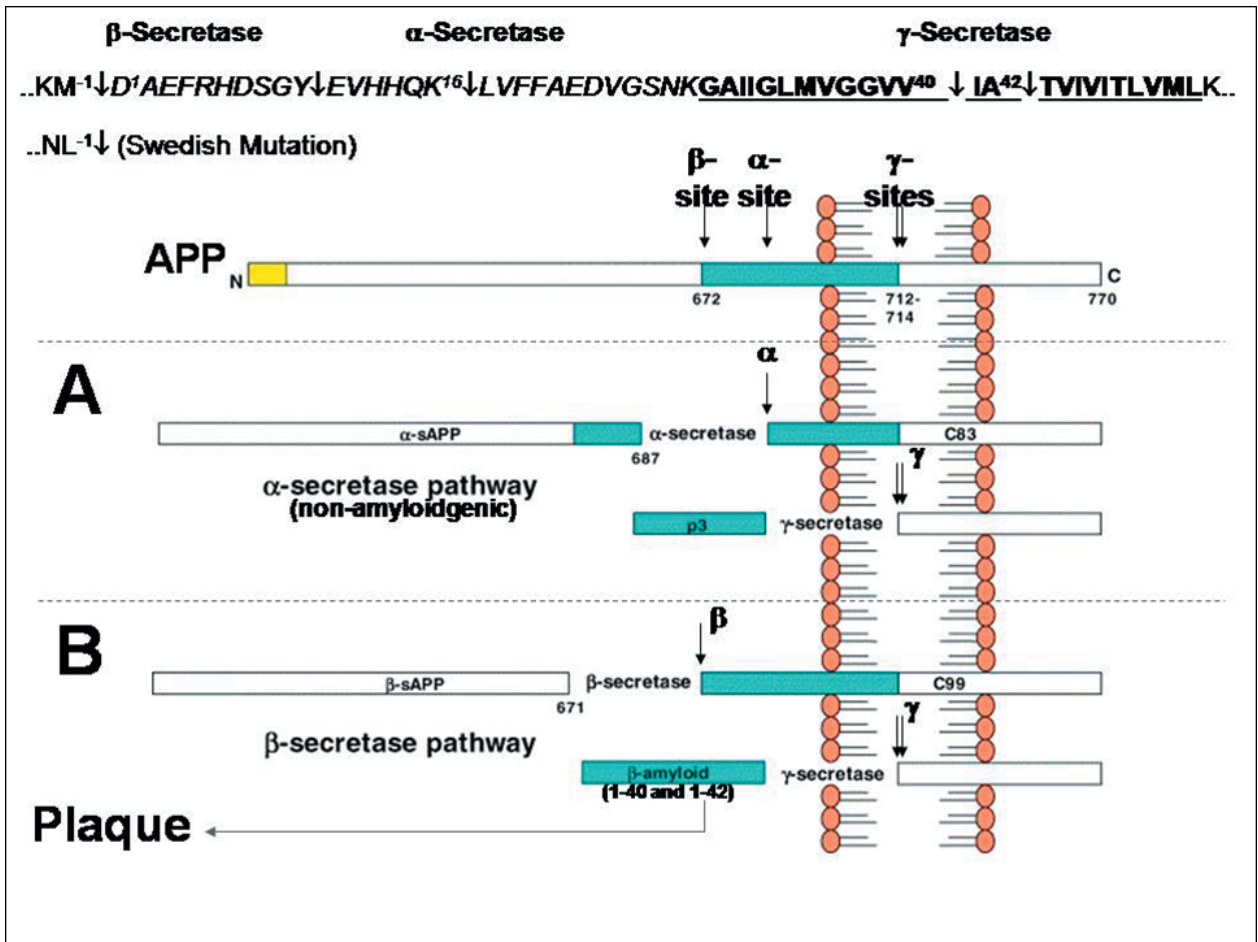 β-Secretase α-Secretase γ-Secretase
..KM⁻¹↓D¹AEFRHDSGY↓EVHHQK¹⁶↓LVFFAEDVGSNKGAIIGLMVGGVV⁴⁰ ↓ IA⁴²↓TVIVITLVMLK..
..NL⁻¹↓ (Swedish Mutation)
β- α- γ-
site site sites
APP
N
C
672
712-
714
770
A
α
α-sAPP
α-secretase
C83
687
γ
α-secretase pathway
(non-amyloidgenic)
p3
γ-secretase
B
β
β-sAPP
β-secretase
C99
671
γ
β-secretase pathway
β-amyloid
γ-secretase
(1-40 and 1-42)
Plaque